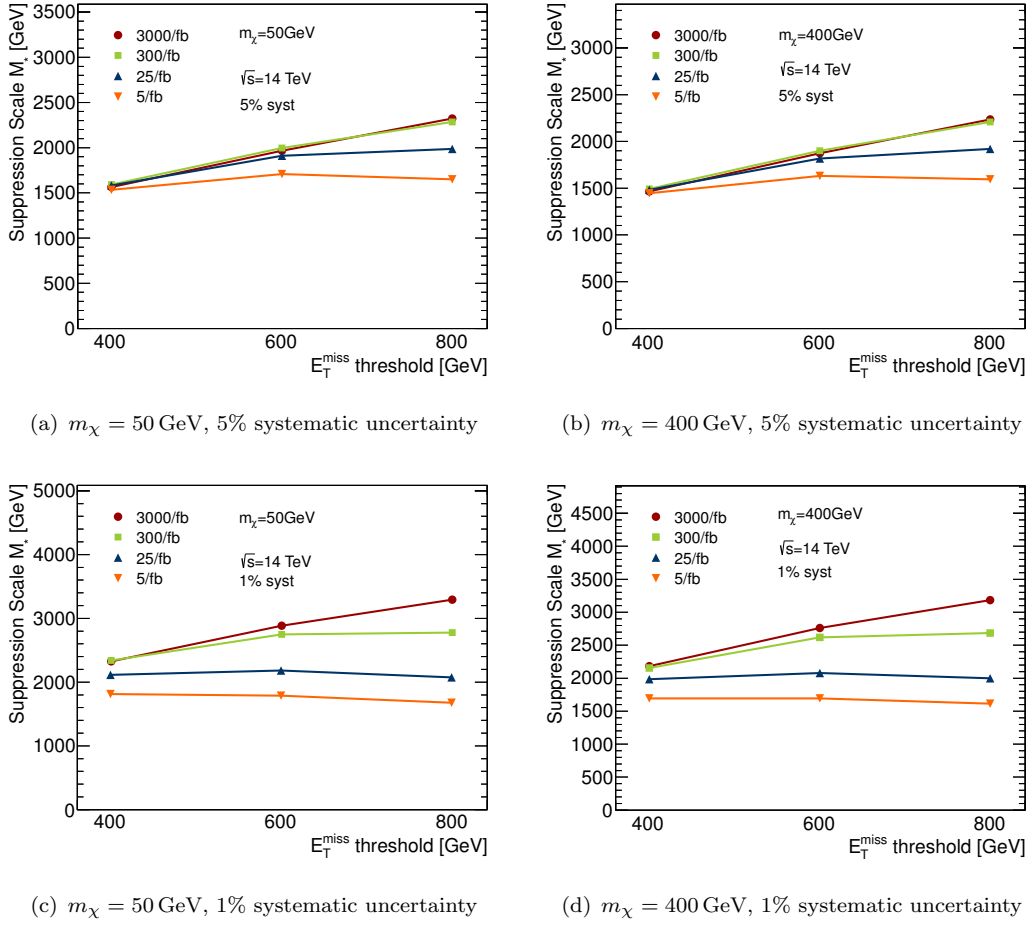 Suppression Scale M* [GeV]
3500
3000
2500
2000
1500
1000
500
0
3000/fb
300/fb
25/fb
5/fb
mχ=50GeV
√s=14 TeV
5% syst
400 600 800
E_T^miss threshold [GeV]
(a) mχ = 50 GeV, 5% systematic uncertainty
Suppression Scale M* [GeV]
3000
2500
2000
1500
1000
500
0
3000/fb
300/fb
25/fb
5/fb
mχ=400GeV
√s=14 TeV
5% syst
400 600 800
E_T^miss threshold [GeV]
(b) mχ = 400 GeV, 5% systematic uncertainty
Suppression Scale M* [GeV]
5000
4000
3000
2000
1000
0
3000/fb
300/fb
25/fb
5/fb
mχ=50GeV
√s=14 TeV
1% syst
400 600 800
E_T^miss threshold [GeV]
(c) mχ = 50 GeV, 1% systematic uncertainty
Suppression Scale M* [GeV]
4500
4000
3500
3000
2500
2000
1500
1000
500
0
3000/fb
300/fb
25/fb
5/fb
mχ=400GeV
√s=14 TeV
1% syst
400 600 800
E_T^miss threshold [GeV]
(d) mχ = 400 GeV, 1% systematic uncertainty